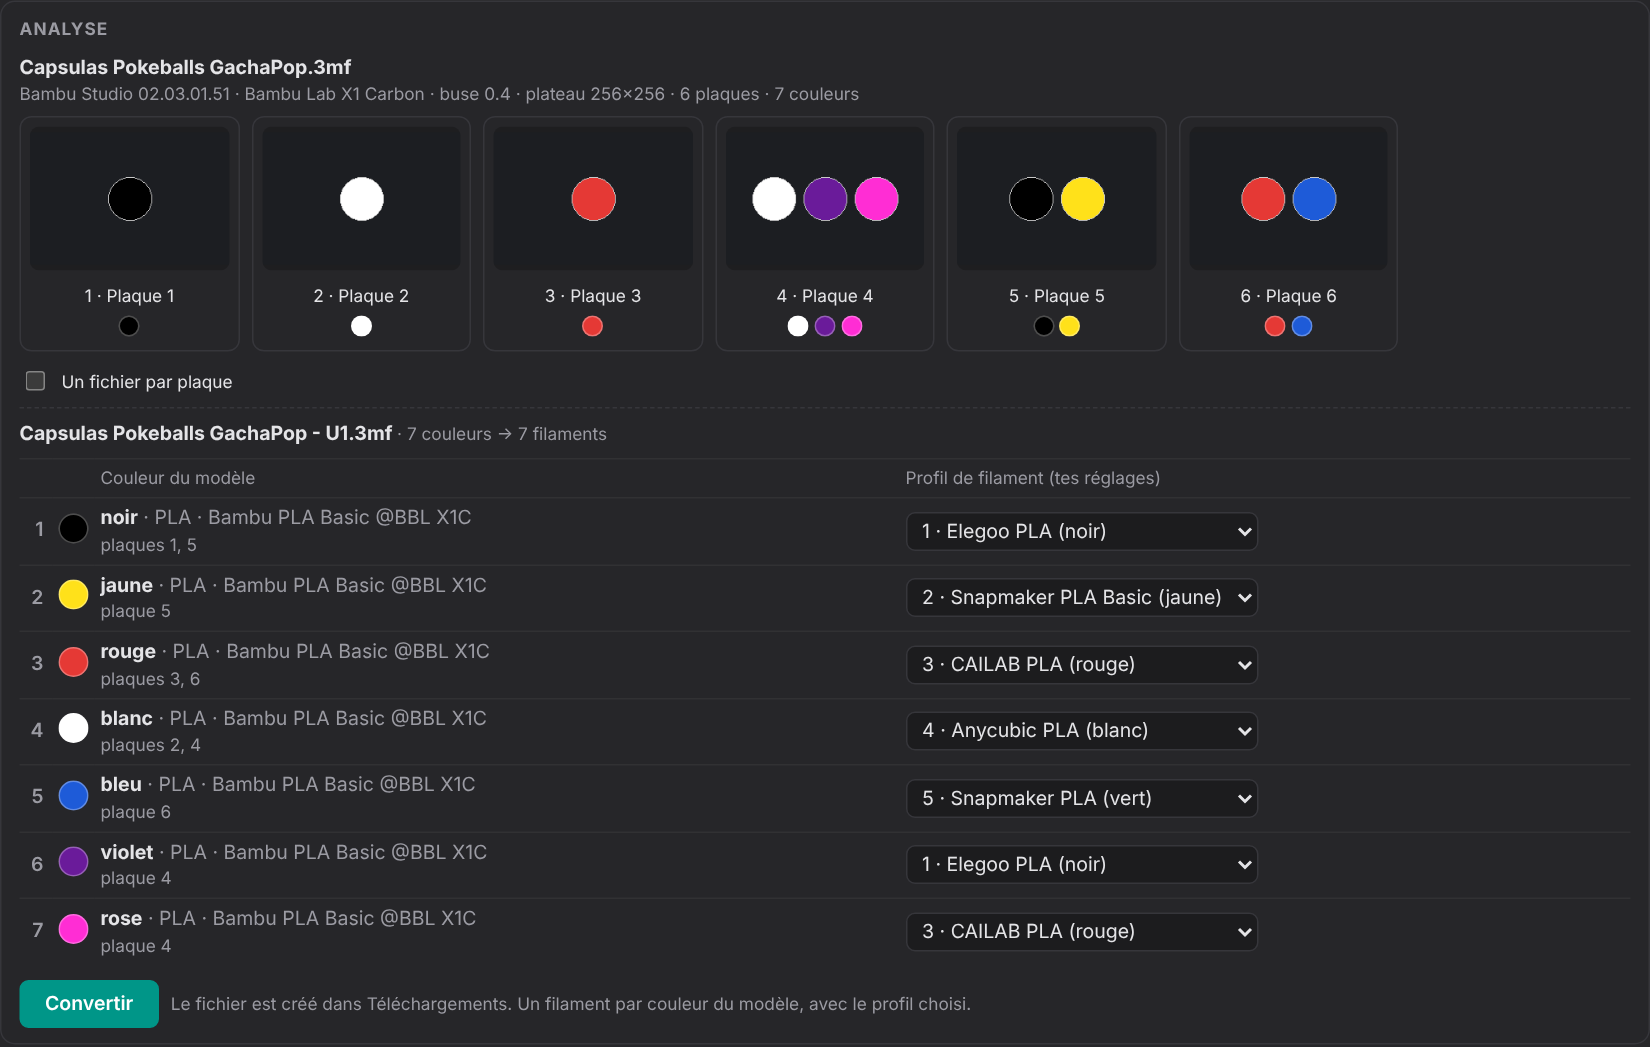 ANALYSE
Capsulas Pokeballs GachaPop.3mf
Bambu Studio 02.03.01.51 · Bambu Lab X1 Carbon · buse 0.4 · plateau 256×256 · 6 plaques · 7 couleurs
1 · Plaque 1
2 · Plaque 2
3 · Plaque 3
4 · Plaque 4
5 · Plaque 5
6 · Plaque 6
Un fichier par plaque
Capsulas Pokeballs GachaPop - U1.3mf · 7 couleurs → 7 filaments
Couleur du modèle
Profil de filament (tes réglages)
1
noir · PLA · Bambu PLA Basic @BBL X1C
plaques 1, 5
1 · Elegoo PLA (noir)
2
jaune · PLA · Bambu PLA Basic @BBL X1C
plaque 5
2 · Snapmaker PLA Basic (jaune)
3
rouge · PLA · Bambu PLA Basic @BBL X1C
plaques 3, 6
3 · CAILAB PLA (rouge)
4
blanc · PLA · Bambu PLA Basic @BBL X1C
plaques 2, 4
4 · Anycubic PLA (blanc)
5
bleu · PLA · Bambu PLA Basic @BBL X1C
plaque 6
5 · Snapmaker PLA (vert)
6
violet · PLA · Bambu PLA Basic @BBL X1C
plaque 4
1 · Elegoo PLA (noir)
7
rose · PLA · Bambu PLA Basic @BBL X1C
plaque 4
3 · CAILAB PLA (rouge)
Convertir
Le fichier est créé dans Téléchargements. Un filament par couleur du modèle, avec le profil choisi.